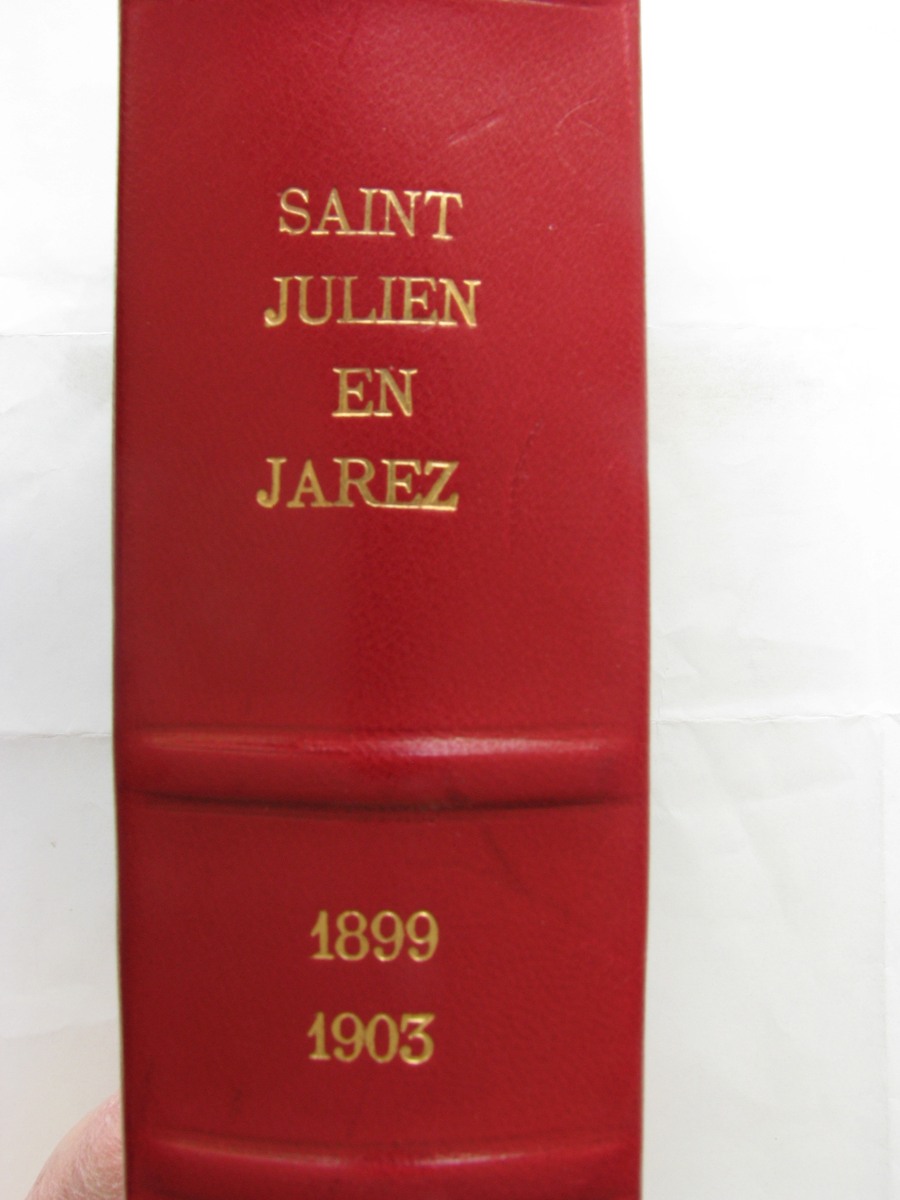 SAINT
JULIEN
EN
JAREZ
1899
1903